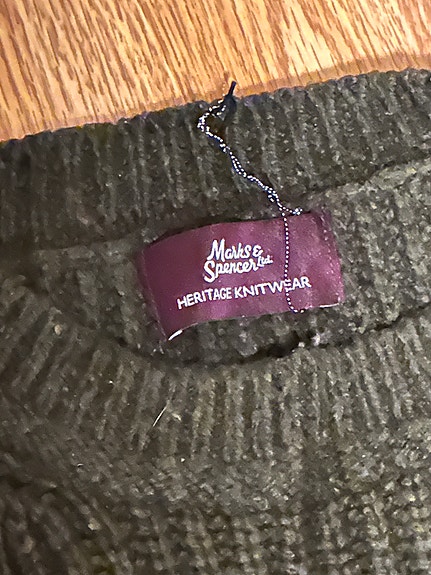 Marks &
Spencer Ltd.
HERITAGE KNITWEAR